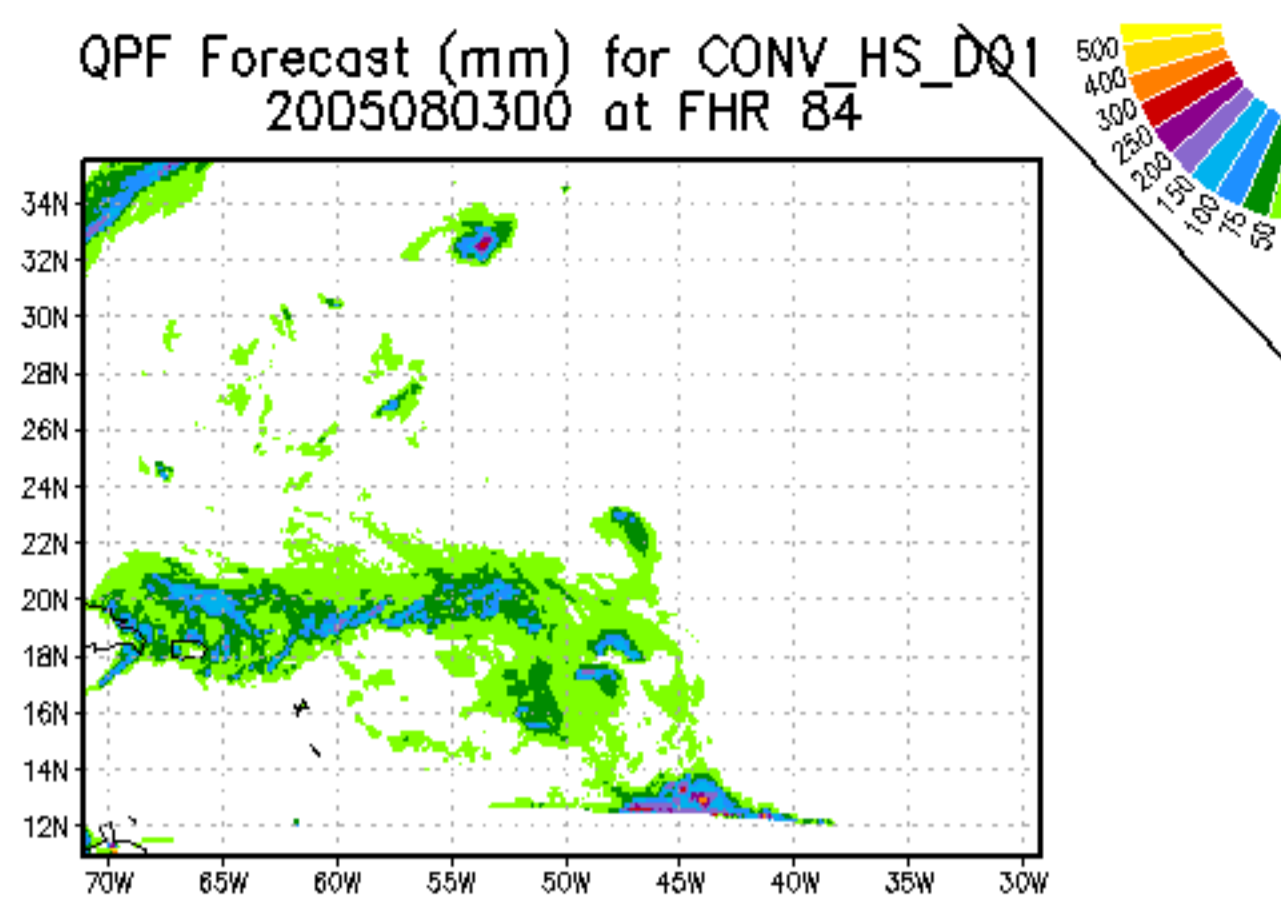 QPF Forecast (mm) for CONV_HS_D01
2005080300 at FHR 84
500
400
300
250
200
150
100
75
50
34N
32N
30N
28N
26N
24N
22N
20N
18N
16N
14N
12N
70W 65W 60W 55W 50W 45W 40W 35W 30W